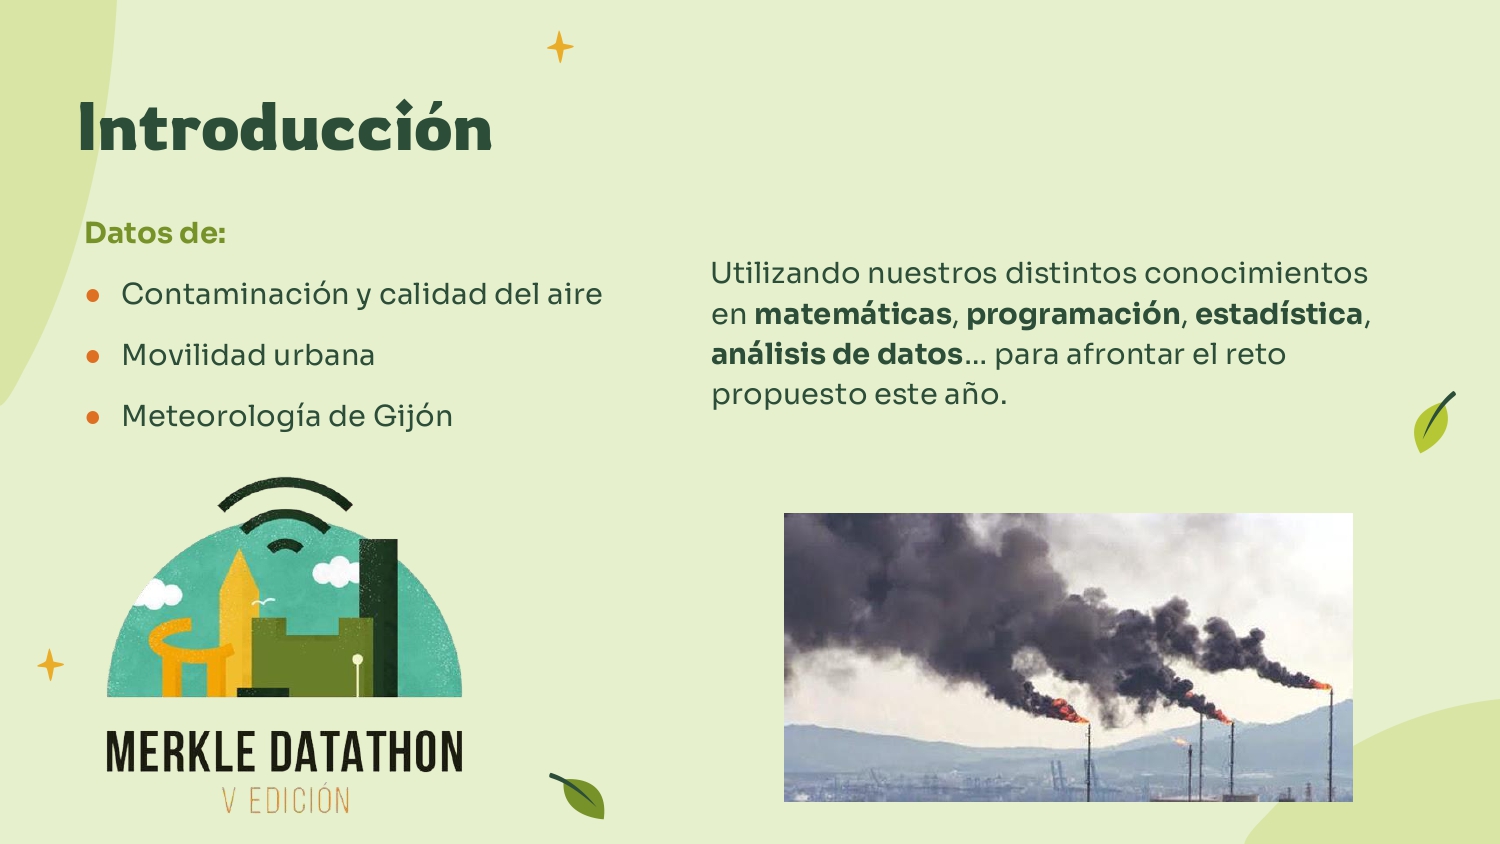 Introducción
Datos de:
● Contaminación y calidad del aire
● Movilidad urbana
● Meteorología de Gijón
Utilizando nuestros distintos conocimientos
en matemáticas, programación, estadística,
análisis de datos... para afrontar el reto
propuesto este año.
MERKLE DATATHON
V EDICIÓN